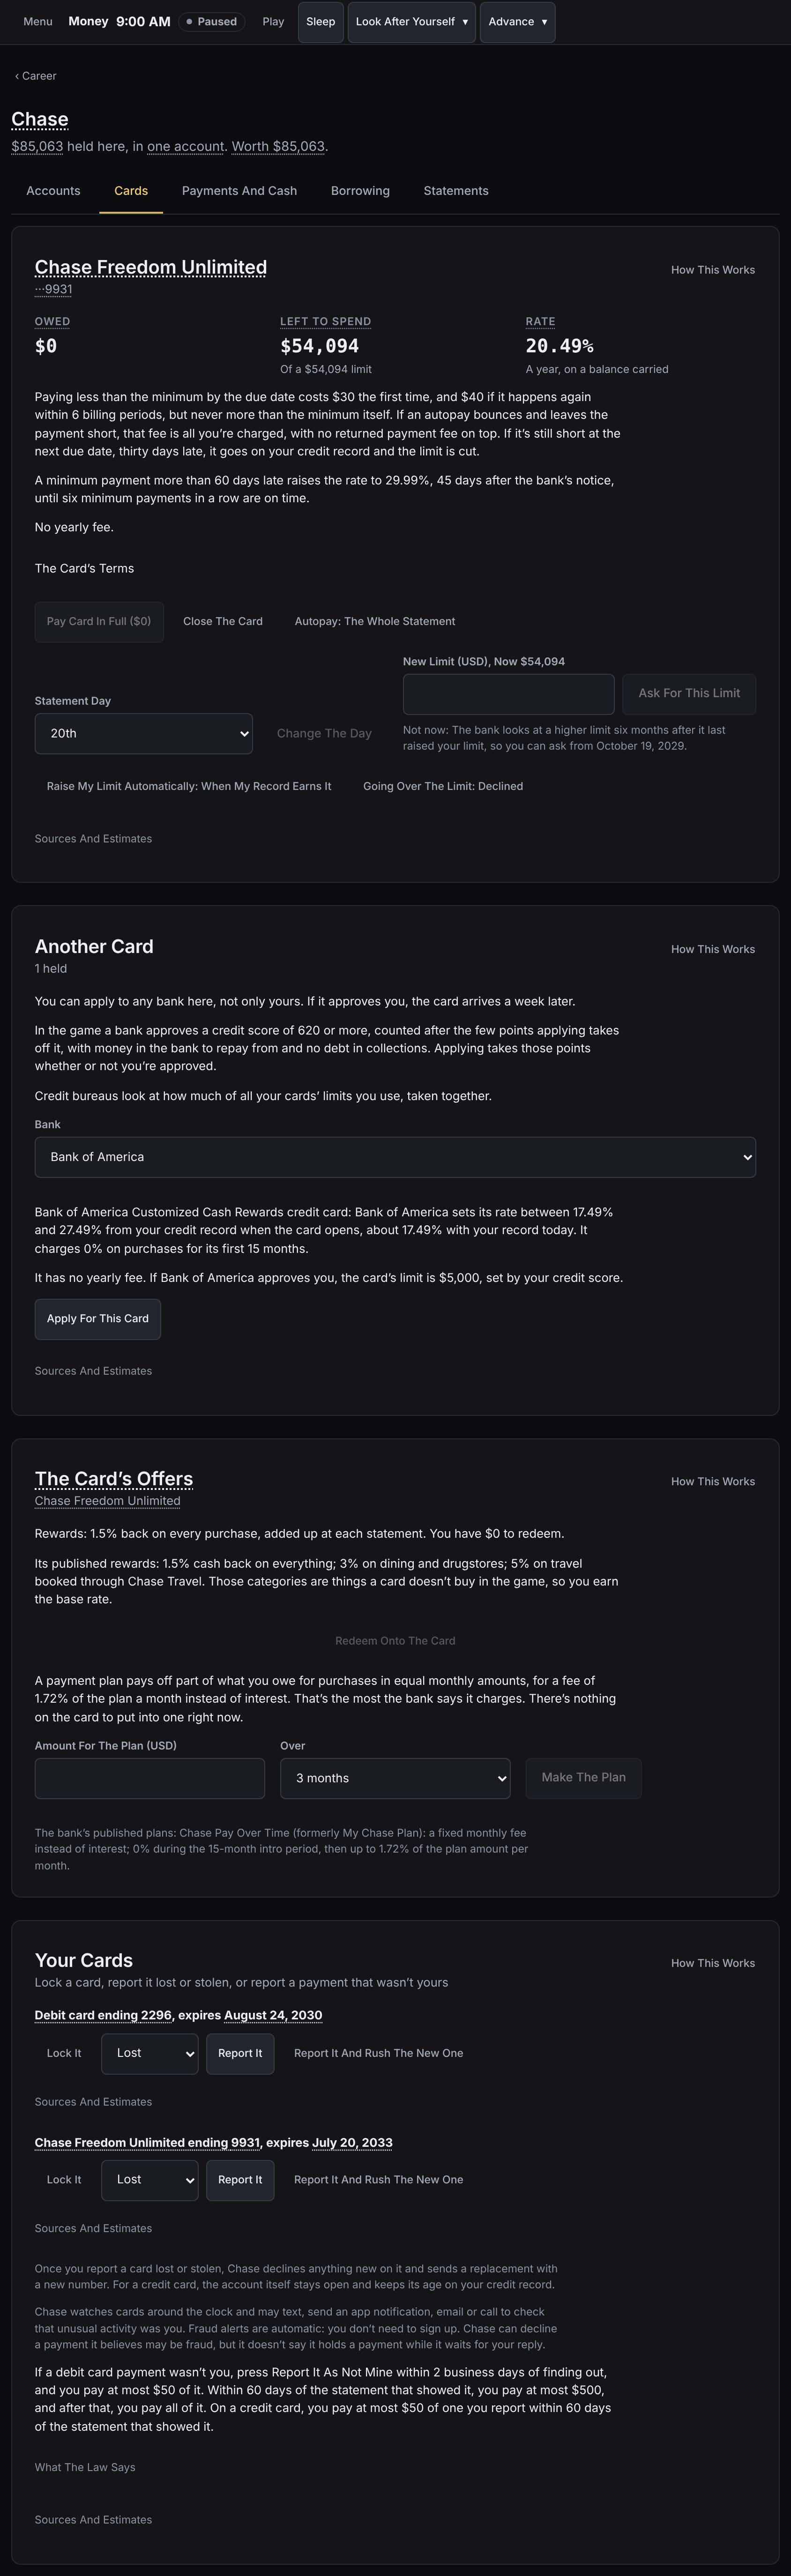 Menu Money 9:00 AM Paused Play Sleep Look After Yourself ▾ Advance ▾
‹ Career
Chase
$85,063 held here, in one account. Worth $85,063.
Accounts Cards Payments And Cash Borrowing Statements
Chase Freedom Unlimited How This Works
···9931
OWED LEFT TO SPEND RATE
$0 $54,094 20.49%
Of a $54,094 limit A year, on a balance carried
Paying less than the minimum by the due date costs $30 the first time, and $40 if it happens again
within 6 billing periods, but never more than the minimum itself. If an autopay bounces and leaves the
payment short, that fee is all you’re charged, with no returned payment fee on top. If it’s still short at the
next due date, thirty days late, it goes on your credit record and the limit is cut.
A minimum payment more than 60 days late raises the rate to 29.99%, 45 days after the bank’s notice,
until six minimum payments in a row are on time.
No yearly fee.
The Card’s Terms
Pay Card In Full ($0) Close The Card Autopay: The Whole Statement
New Limit (USD), Now $54,094
Ask For This Limit
Statement Day
20th Change The Day
Not now: The bank looks at a higher limit six months after it last
raised your limit, so you can ask from October 19, 2029.
Raise My Limit Automatically: When My Record Earns It Going Over The Limit: Declined
Sources And Estimates
Another Card How This Works
1 held
You can apply to any bank here, not only yours. If it approves you, the card arrives a week later.
In the game a bank approves a credit score of 620 or more, counted after the few points applying takes
off it, with money in the bank to repay from and no debt in collections. Applying takes those points
whether or not you’re approved.
Credit bureaus look at how much of all your cards’ limits you use, taken together.
Bank
Bank of America
Bank of America Customized Cash Rewards credit card: Bank of America sets its rate between 17.49%
and 27.49% from your credit record when the card opens, about 17.49% with your record today. It
charges 0% on purchases for its first 15 months.
It has no yearly fee. If Bank of America approves you, the card’s limit is $5,000, set by your credit score.
Apply For This Card
Sources And Estimates
The Card’s Offers How This Works
Chase Freedom Unlimited
Rewards: 1.5% back on every purchase, added up at each statement. You have $0 to redeem.
Its published rewards: 1.5% cash back on everything; 3% on dining and drugstores; 5% on travel
booked through Chase Travel. Those categories are things a card doesn’t buy in the game, so you earn
the base rate.
Redeem Onto The Card
A payment plan pays off part of what you owe for purchases in equal monthly amounts, for a fee of
1.72% of the plan a month instead of interest. That’s the most the bank says it charges. There’s nothing
on the card to put into one right now.
Amount For The Plan (USD) Over
3 months Make The Plan
The bank’s published plans: Chase Pay Over Time (formerly My Chase Plan): a fixed monthly fee
instead of interest; 0% during the 15-month intro period, then up to 1.72% of the plan amount per
month.
Your Cards How This Works
Lock a card, report it lost or stolen, or report a payment that wasn’t yours
Debit card ending 2296, expires August 24, 2030
Lock It Lost Report It Report It And Rush The New One
Sources And Estimates
Chase Freedom Unlimited ending 9931, expires July 20, 2033
Lock It Lost Report It Report It And Rush The New One
Sources And Estimates
Once you report a card lost or stolen, Chase declines anything new on it and sends a replacement with
a new number. For a credit card, the account itself stays open and keeps its age on your credit record.
Chase watches cards around the clock and may text, send an app notification, email or call to check
that unusual activity was you. Fraud alerts are automatic: you don’t need to sign up. Chase can decline
a payment it believes may be fraud, but it doesn’t say it holds a payment while it waits for your reply.
If a debit card payment wasn’t you, press Report It As Not Mine within 2 business days of finding out,
and you pay at most $50 of it. Within 60 days of the statement that showed it, you pay at most $500,
and after that, you pay all of it. On a credit card, you pay at most $50 of one you report within 60 days
of the statement that showed it.
What The Law Says
Sources And Estimates